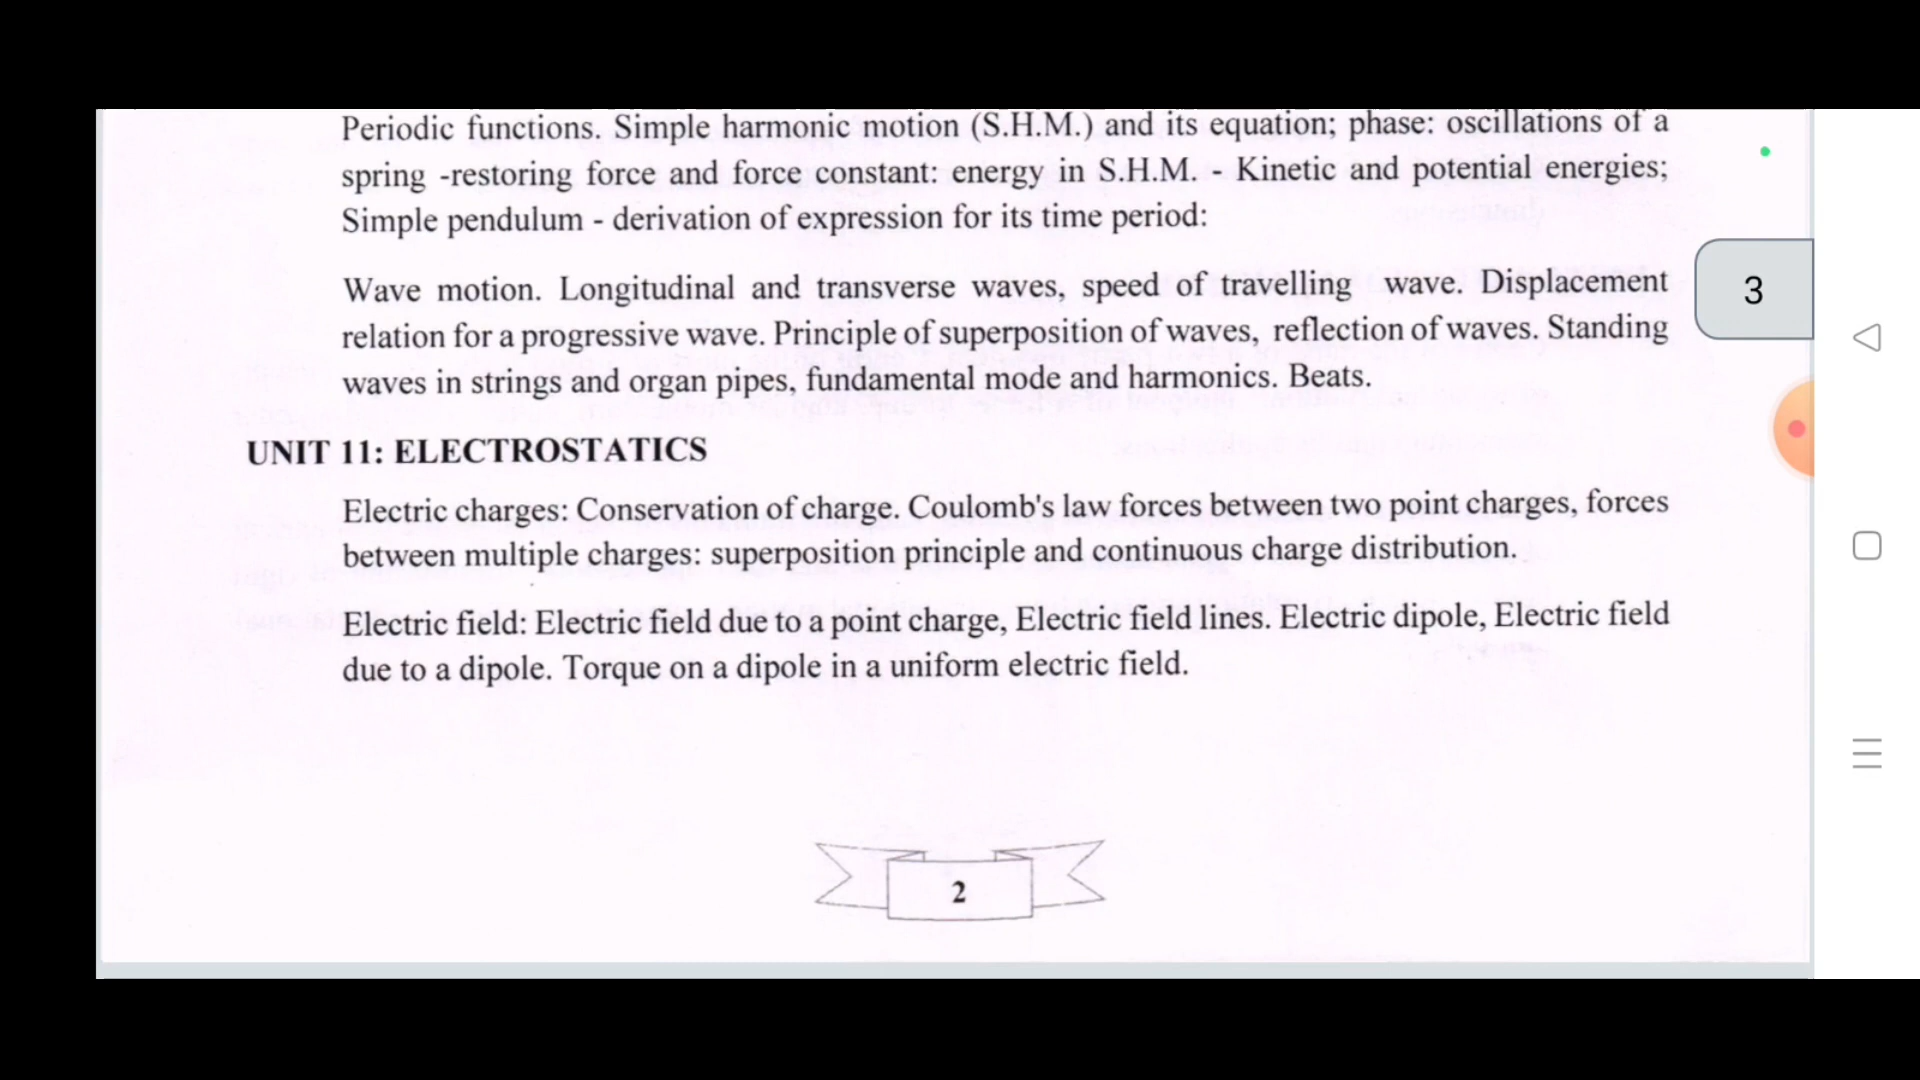 Periodic functions. Simple harmonic motion (S.H.M.) and its equation; phase: oscillations of a
spring -restoring force and force constant: energy in S.H.M. - Kinetic and potential energies;
Simple pendulum - derivation of expression for its time period:
Wave motion. Longitudinal and transverse waves, speed of travelling wave. Displacement
relation for a progressive wave. Principle of superposition of waves, reflection of waves. Standing
waves in strings and organ pipes, fundamental mode and harmonics. Beats.
UNIT 11: ELECTROSTATICS
Electric charges: Conservation of charge. Coulomb's law forces between two point charges, forces
between multiple charges: superposition principle and continuous charge distribution.
Electric field: Electric field due to a point charge, Electric field lines. Electric dipole, Electric field
due to a dipole. Torque on a dipole in a uniform electric field.
2
3